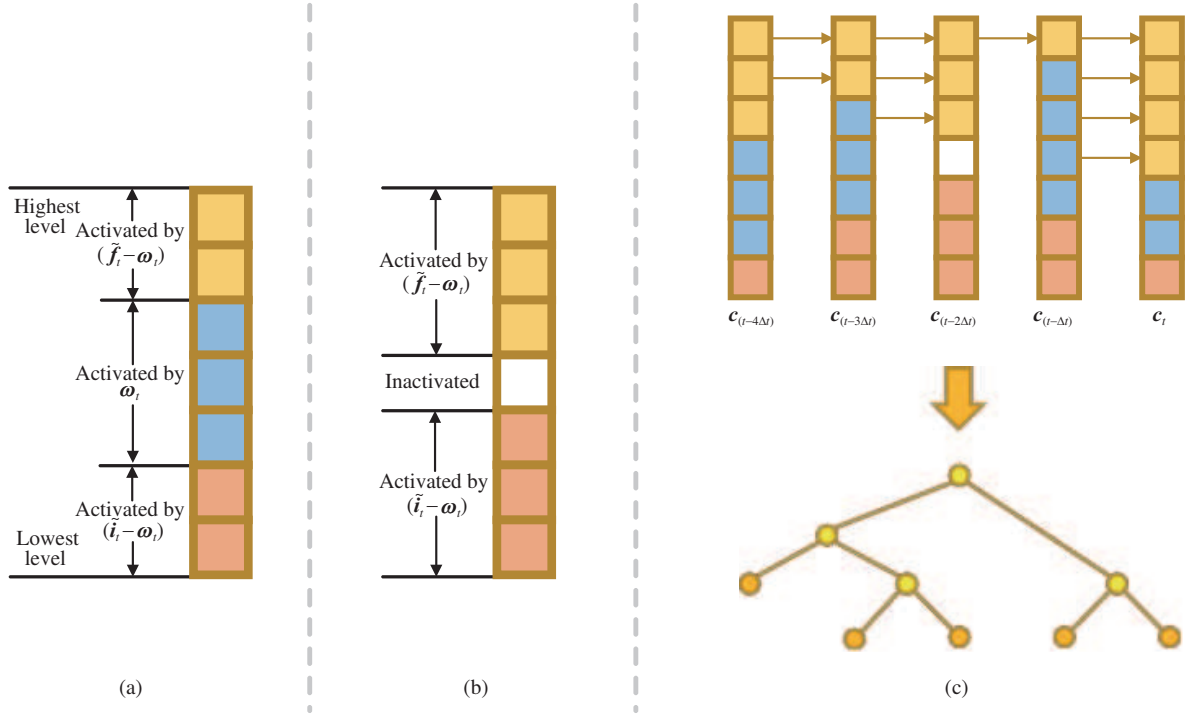 Highest
level
Activated by
(f̃ₜ−ωₜ)
Activated by
ωₜ
Activated by
(ĩₜ−ωₜ)
Lowest
level
(a)
Activated by
(f̃ₜ−ωₜ)
Inactivated
Activated by
(ĩₜ−ωₜ)
(b)
c(t−4Δt) c(t−3Δt) c(t−2Δt) c(t−Δt) cₜ
(c)